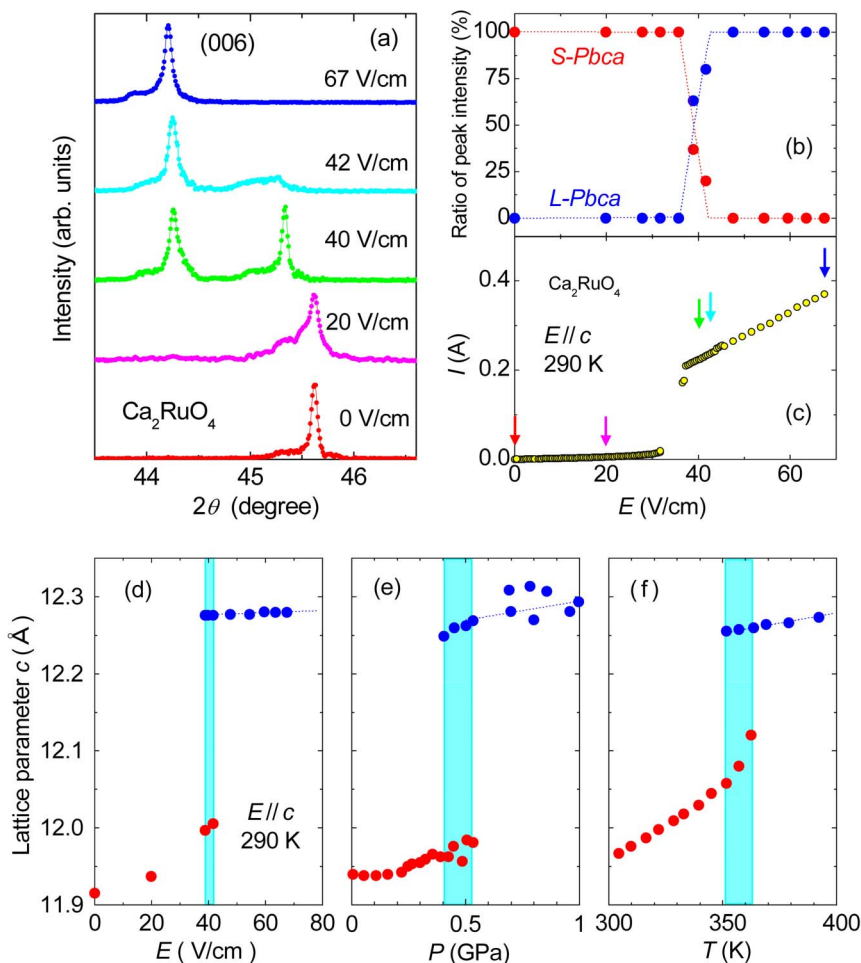 (a)
(006)
67 V/cm
42 V/cm
40 V/cm
20 V/cm
Ca₂RuO₄
0 V/cm
Intensity (arb. units)
44 45 46
2θ (degree)
Ratio of peak intensity (%)
100
75
50
25
0
S-Pbca
L-Pbca
(b)
I (A)
0.4
0.2
0.0
Ca₂RuO₄
E // c
290 K
(c)
0 20 40 60
E (V/cm)
Lattice parameter c (Å)
12.3
12.2
12.1
12.0
11.9
(d)
E // c
290 K
0 20 40 60 80
E ( V/cm)
(e)
0 0.5 1
P (GPa)
(f)
300 350 400
T (K)